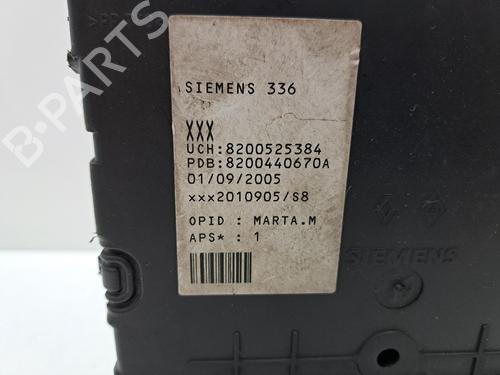 SIEMENS 336
XXX
UCH:8200525384
PDB:8200440670A
01/09/2005
xxx2010905/S8
OPID : MARTA.M
APS* : 1
SIEMENS
B-PARTS